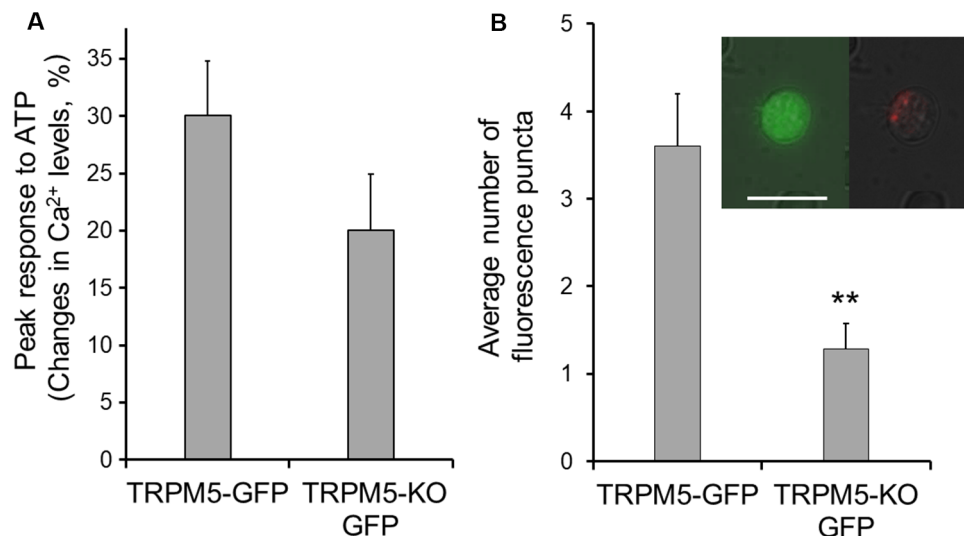 A
Peak response to ATP
(Changes in Ca²⁺ levels, %)
35
30
25
20
15
10
5
0
TRPM5-GFP
TRPM5-KO
GFP
B
Average number of
fluorescence puncta
5
4
3
2
1
0
**
TRPM5-GFP
TRPM5-KO
GFP